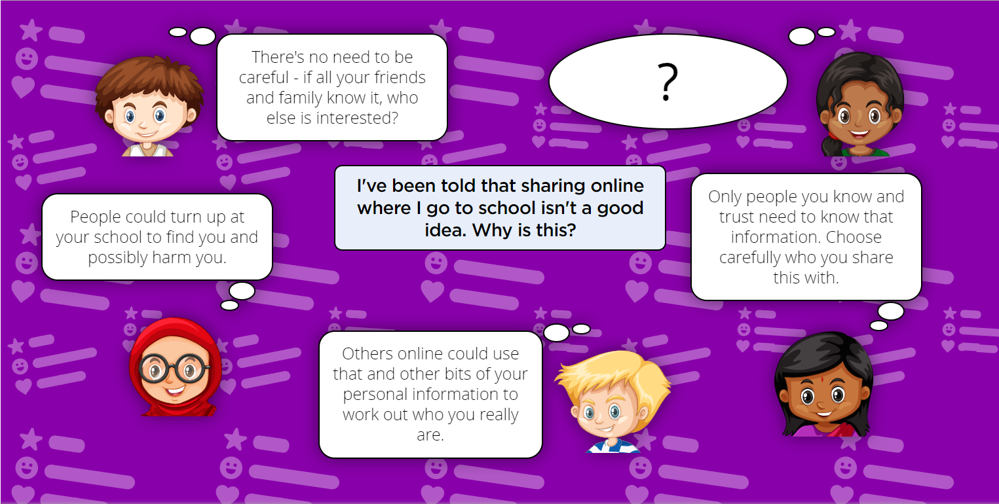 There's no need to be
careful - if all your friends
and family know it, who
else is interested?
?
I've been told that sharing online
where I go to school isn't a good
idea. Why is this?
People could turn up at
your school to find you and
possibly harm you.
Only people you know and
trust need to know that
information. Choose
carefully who you share
this with.
Others online could use
that and other bits of your
personal information to
work out who you really
are.